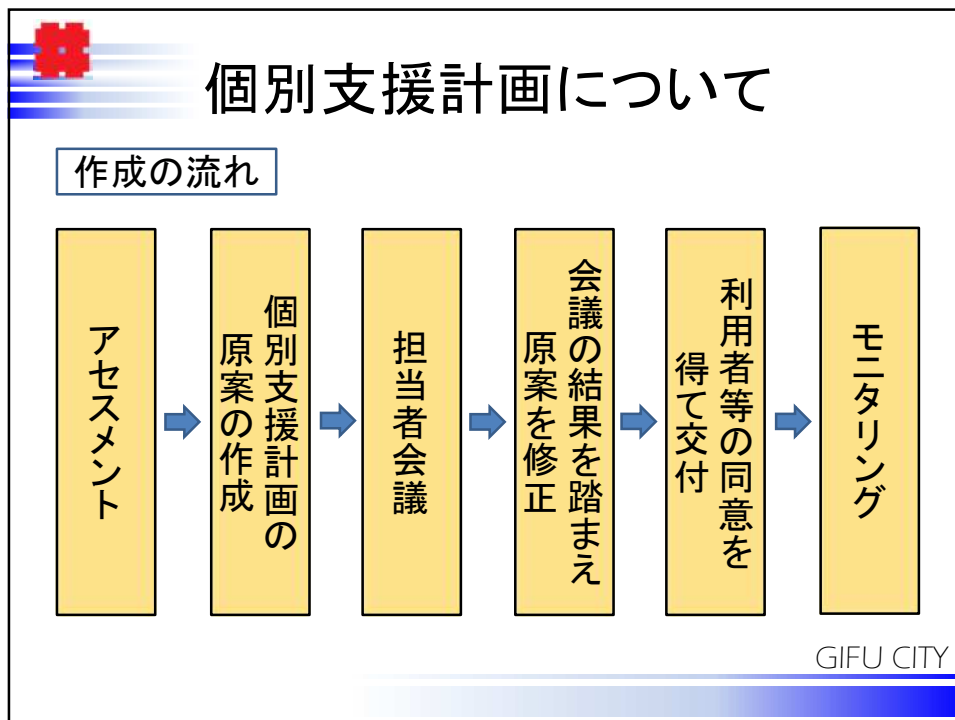 個別支援計画について
作成の流れ
アセスメント
個別支援計画の
原案の作成
担当者会議
会議の結果を踏まえ
原案を修正
利用者等の同意を
得て交付
モニタリング
GIFU CITY